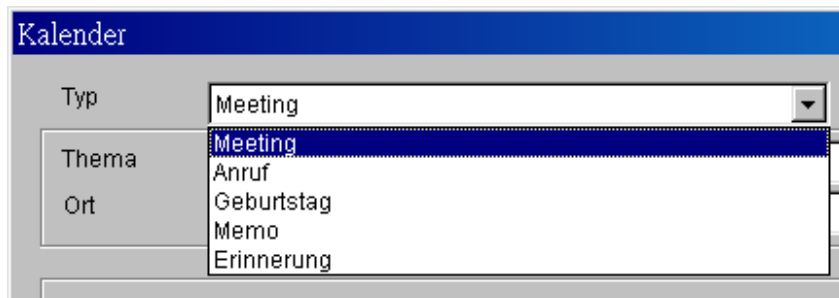 Kalender
Typ
Meeting
Meeting
Thema
Anruf
Ort
Geburtstag
Memo
Erinnerung